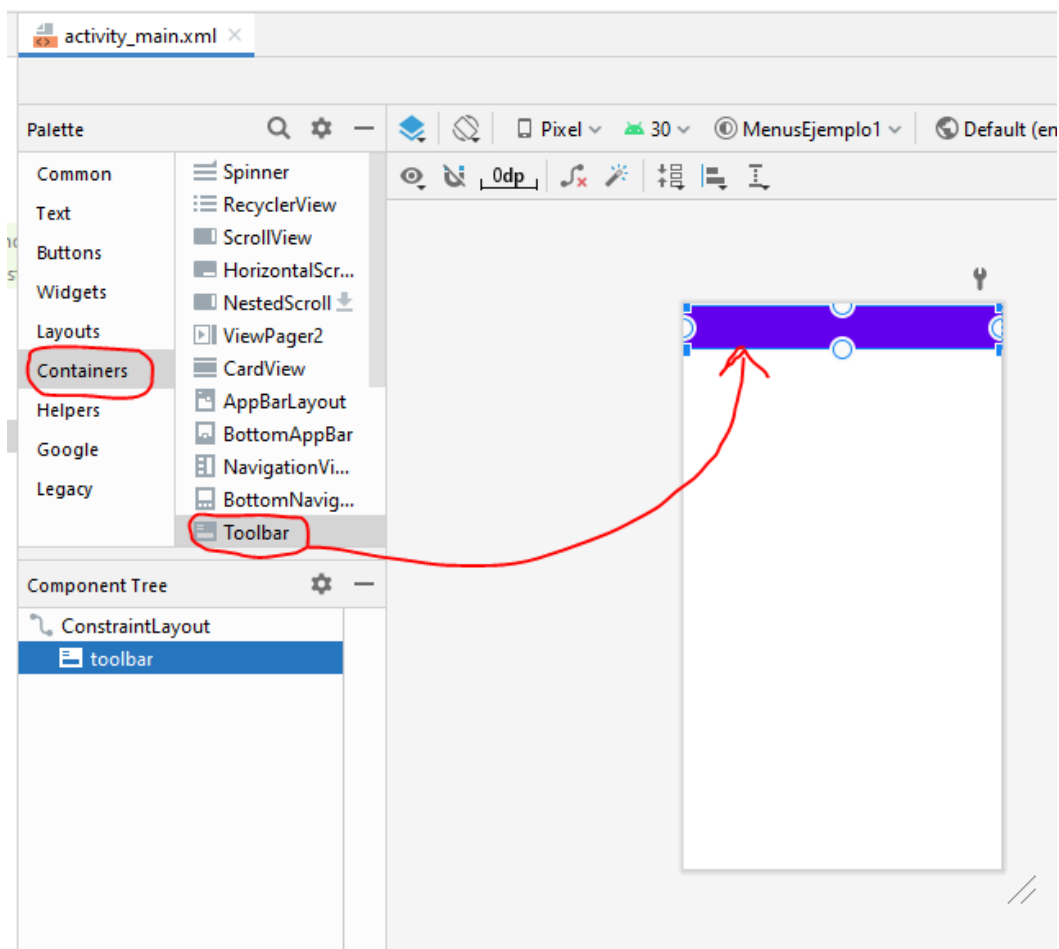 activity_main.xml
Palette
Pixel
30
MenusEjemplo1
Default (en
Common
Text
Buttons
Widgets
Layouts
Containers
Helpers
Google
Legacy
Spinner
RecyclerView
ScrollView
HorizontalScr...
NestedScroll
ViewPager2
CardView
AppBarLayout
BottomAppBar
NavigationVi...
BottomNavig...
Toolbar
0dp
Component Tree
ConstraintLayout
toolbar